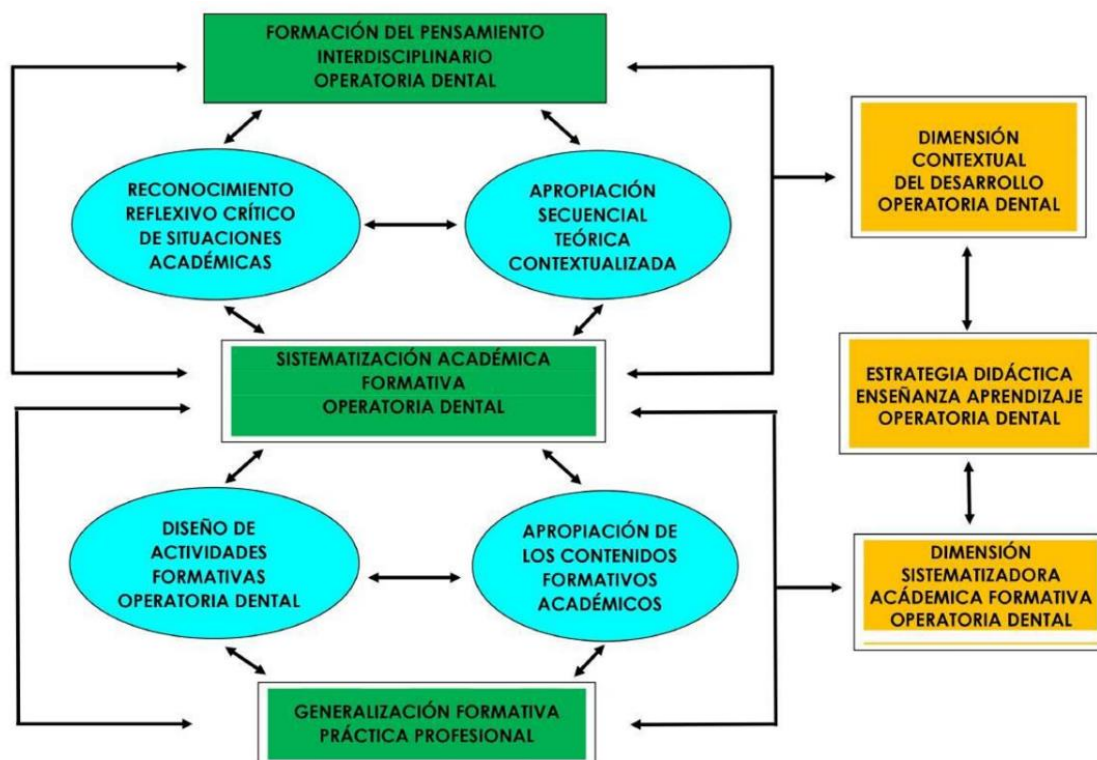 FORMACIÓN DEL PENSAMIENTO
INTERDISCIPLINARIO
OPERATORIA DENTAL
RECONOCIMIENTO
REFLEXIVO CRÍTICO
DE SITUACIONES
ACADÉMICAS
APROPIACIÓN
SECUENCIAL
TEÓRICA
CONTEXTUALIZADA
DIMENSIÓN
CONTEXTUAL
DEL DESARROLLO
OPERATORIA DENTAL
SISTEMATIZACIÓN ACADÉMICA
FORMATIVA
OPERATORIA DENTAL
ESTRATEGIA DIDÁCTICA
ENSEÑANZA APRENDIZAJE
OPERATORIA DENTAL
DISEÑO DE
ACTIVIDADES
FORMATIVAS
OPERATORIA DENTAL
APROPIACIÓN DE
LOS CONTENIDOS
FORMATIVOS
ACADÉMICOS
DIMENSIÓN
SISTEMATIZADORA
ACÁDEMICA FORMATIVA
OPERATORIA DENTAL
GENERALIZACIÓN FORMATIVA
PRÁCTICA PROFESIONAL